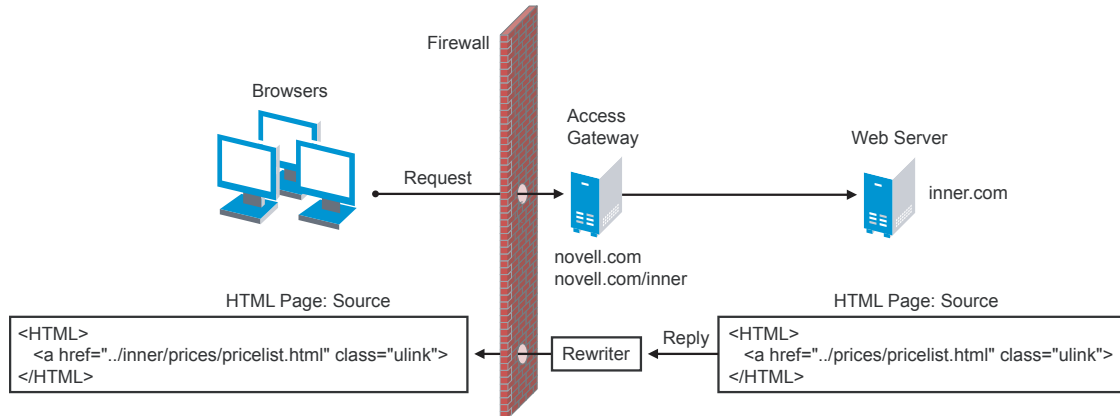 Firewall
Browsers
Access
Gateway
Web Server
Request
inner.com
novell.com
novell.com/inner
HTML Page: Source
HTML Page: Source
<HTML>
<a href="../inner/prices/pricelist.html" class="ulink">
</HTML>
Rewriter
Reply
<HTML>
<a href="../prices/pricelist.html" class="ulink">
</HTML>